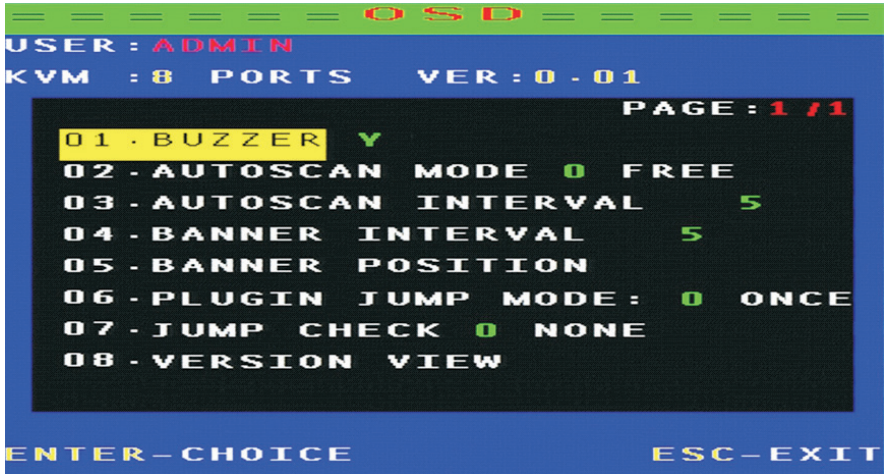 ======OSD======
USER:ADMIN
KVM :8 PORTS VER:0.01
PAGE:1/1
01.BUZZER Y
02.AUTOSCAN MODE 0 FREE
03.AUTOSCAN INTERVAL 5
04.BANNER INTERVAL 5
05.BANNER POSITION
06.PLUGIN JUMP MODE: 0 ONCE
07.JUMP CHECK 0 NONE
08.VERSION VIEW
ENTER-CHOICE ESC-EXIT